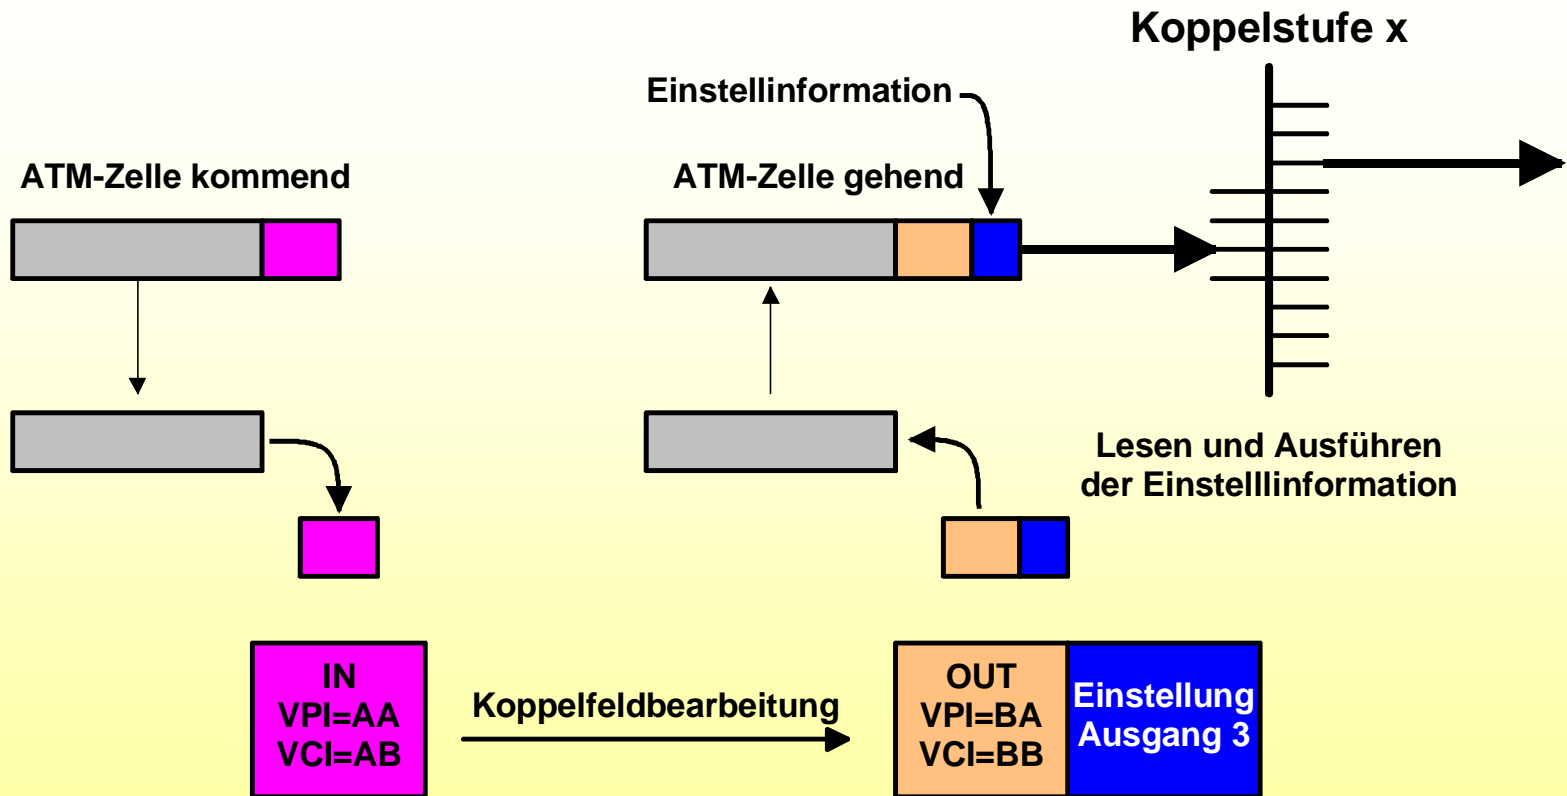 Koppelstufe x
Einstellinformation
ATM-Zelle kommend
ATM-Zelle gehend
Lesen und Ausführen
der Einstelllinformation
IN
VPI=AA
VCI=AB
Koppelfeldbearbeitung
OUT
VPI=BA
VCI=BB
Einstellung
Ausgang 3